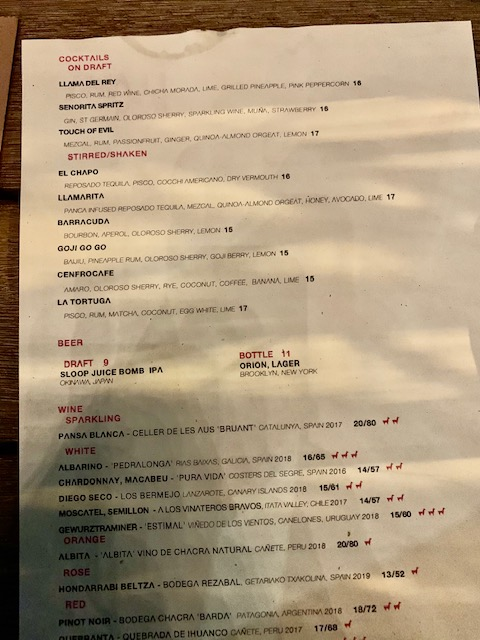 COCKTAILS
ON DRAFT
LLAMA DEL REY
PISCO, RUM, RED WINE, CHICHA MORADA, LIME, GRILLED PINEAPPLE, PINK PEPPERCORN 16
SENORITA SPRITZ
GIN, ST GERMAIN, OLOROSO SHERRY, SPARKLING WINE, MUÑA, STRAWBERRY 16
TOUCH OF EVIL
MEZCAL, RUM, PASSIONFRUIT, GINGER, QUINOA-ALMOND ORGEAT, LEMON 17
STIRRED/SHAKEN
EL CHAPO
REPOSADO TEQUILA, PISCO, COCCHI AMERICANO, DRY VERMOUTH 16
LLAMARITA
PANCA INFUSED REPOSADO TEQUILA, MEZCAL, QUINOA-ALMOND ORGEAT, HONEY, AVOCADO, LIME 17
BARRACUDA
BOURBON, APEROL, OLOROSO SHERRY, LEMON 15
GOJI GO GO
BAIJIU, PINEAPPLE RUM, OLOROSO SHERRY, GOJI BERRY, LEMON 15
CENFROCAFE
AMARO, OLOROSO SHERRY, RYE, COCONUT, COFFEE, BANANA, LIME 15
LA TORTUGA
PISCO, RUM, MATCHA, COCONUT, EGG WHITE, LIME 17
BEER
DRAFT 9
SLOOP JUICE BOMB IPA
OKINAWA, JAPAN
BOTTLE 11
ORION, LAGER
BROOKLYN, NEW YORK
WINE
SPARKLING
PANSA BLANCA - CELLER DE LES AUS 'BRUANT' CATALUNYA, SPAIN 2017 20/80
WHITE
ALBARINO - 'PEDRALONGA' RIAS BAIXAS, GALICIA, SPAIN 2018 16/65
CHARDONNAY, MACABEU - 'PURA VIDA' COSTERS DEL SEGRE, SPAIN 2016 14/57
DIEGO SECO - LOS BERMEJO LANZAROTE, CANARY ISLANDS 2018 15/61
MOSCATEL, SEMILLON - A LOS VINATEROS BRAVOS, ITATA VALLEY, CHILE 2017 14/57
GEWÜRZTRAMINER - 'ESTIMAL' VIÑEDO DE LOS VIENTOS, CANELONES, URUGUAY 2018 15/60
ORANGE
ALBITA - 'ALBITA' VINO DE CHACRA NATURAL CAÑETE, PERU 2018 20/80
ROSÉ
HONDARRABI BELTZA - BODEGA REZABAL, GETARIAKO TXAKOLINA, SPAIN 2019 13/52
RED
PINOT NOIR - BODEGA CHACRA 'BARDA' PATAGONIA, ARGENTINA 2018 18/72
QUEBRANTA - QUEBRADA DE IHUANCO CAÑETE, PERU 2017 17/68